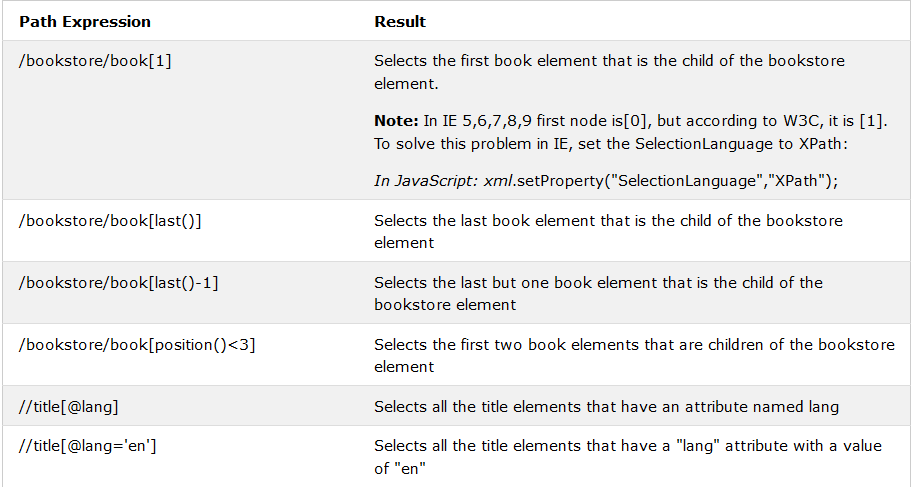 Path Expression Result
/bookstore/book[1] Selects the first book element that is the child of the bookstore
element.
Note: In IE 5,6,7,8,9 first node is[0], but according to W3C, it is [1].
To solve this problem in IE, set the SelectionLanguage to XPath:
In JavaScript: xml.setProperty("SelectionLanguage","XPath");
/bookstore/book[last()] Selects the last book element that is the child of the bookstore
element
/bookstore/book[last()-1] Selects the last but one book element that is the child of the
bookstore element
/bookstore/book[position()<3] Selects the first two book elements that are children of the bookstore
element
//title[@lang] Selects all the title elements that have an attribute named lang
//title[@lang='en'] Selects all the title elements that have a "lang" attribute with a value
of "en"